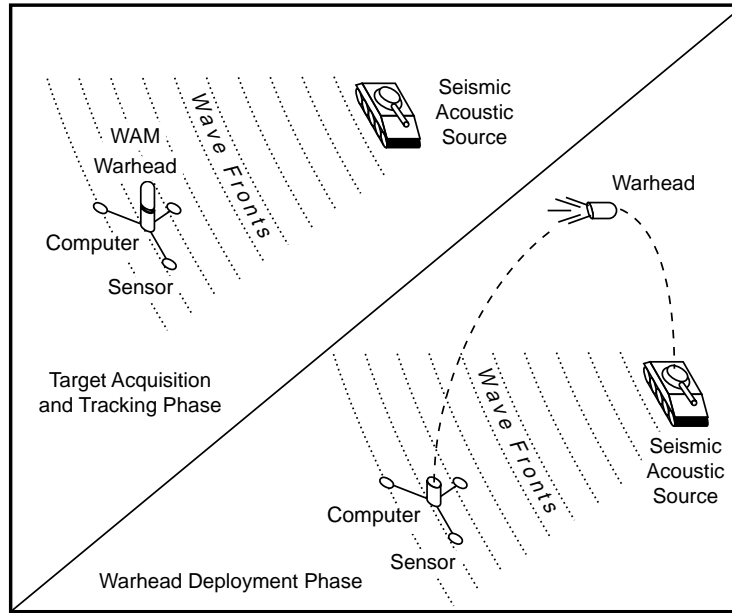 Seismic
Acoustic
Source
Wave Fronts
WAM
Warhead
Computer
Sensor
Target Acquisition
and Tracking Phase
Warhead
Wave Fronts
Seismic
Acoustic
Source
Computer
Sensor
Warhead Deployment Phase